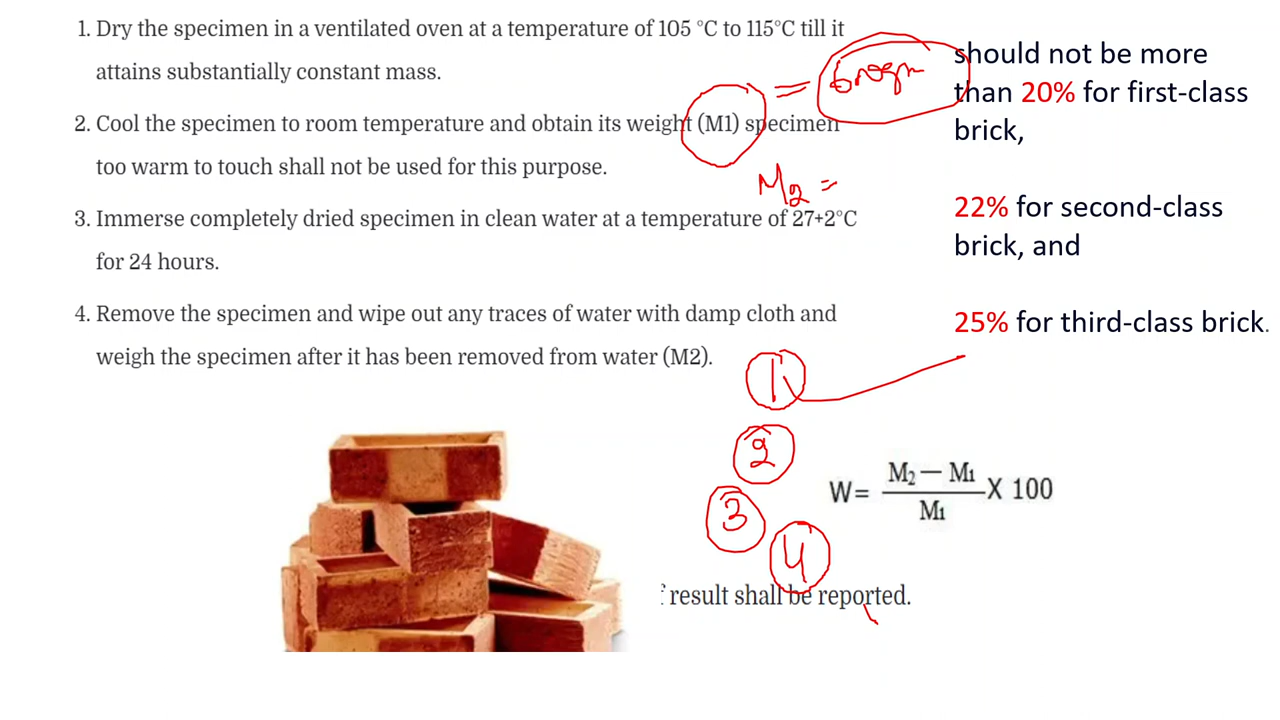 1. Dry the specimen in a ventilated oven at a temperature of 105 °C to 115°C till it
attains substantially constant mass.
2. Cool the specimen to room temperature and obtain its weight (M1) specimen
too warm to touch shall not be used for this purpose.
M2 =
3. Immerse completely dried specimen in clean water at a temperature of 27+2°C
for 24 hours.
4. Remove the specimen and wipe out any traces of water with damp cloth and
weigh the specimen after it has been removed from water (M2).
should not be more
than 20% for first-class
brick,
22% for second-class
brick, and
25% for third-class brick.
1
2
3
4
W= M₂ — M₁ X 100
M₁
result shall be reported.